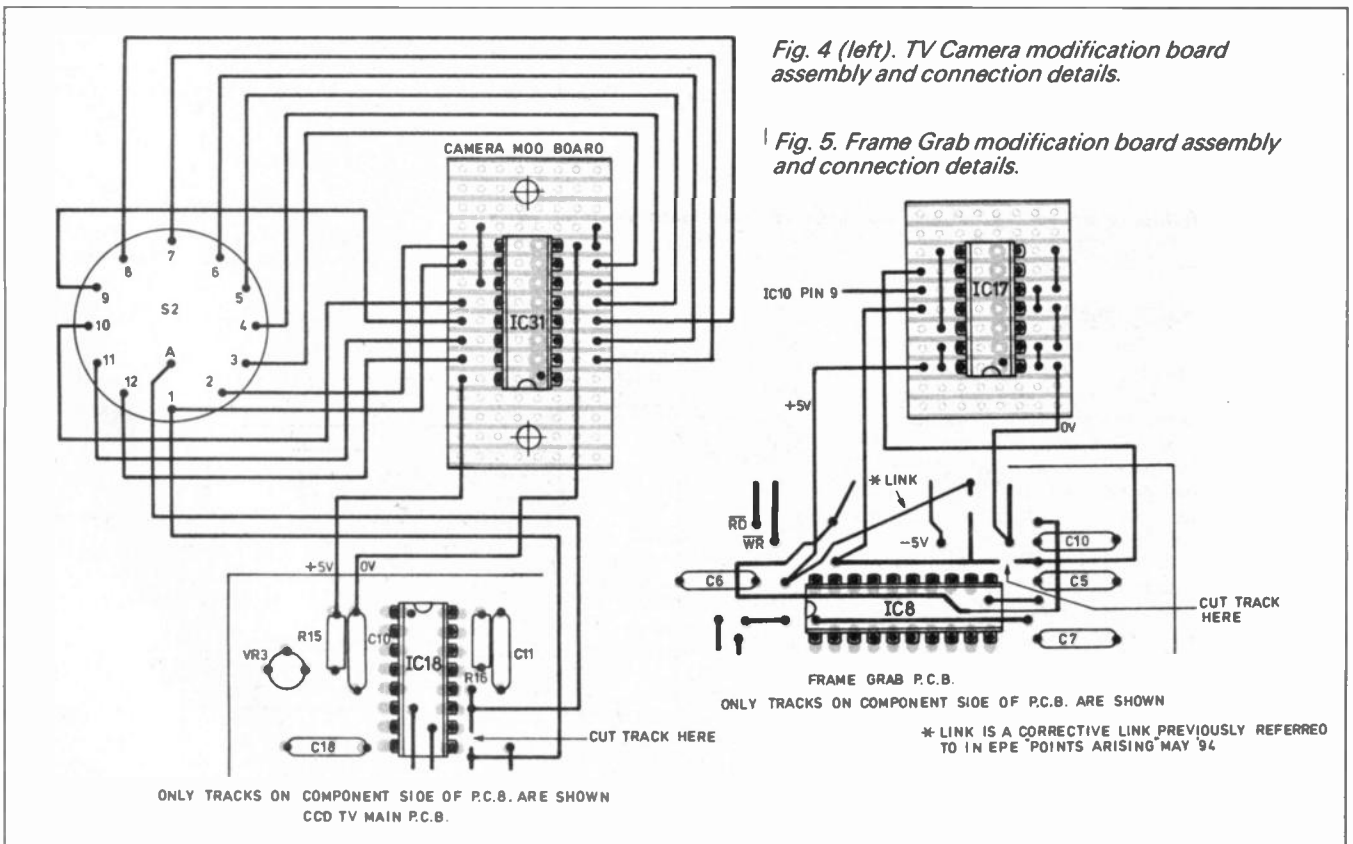 Fig. 4 (left). TV Camera modification board
assembly and connection details.
Fig. 5. Frame Grab modification board assembly
and connection details.
CAMERA MOD BOARD
8
7
6
9
5
S2
10
4
A
11
3
12
2
1
IC31
IC17
IC10 PIN 9
+5V
0V
* LINK
RD
WR
-5V
C10
C6
C5
IC8
CUT TRACK
HERE
C7
FRAME GRAB P.C.B.
ONLY TRACKS ON COMPONENT SIDE OF P.C.B. ARE SHOWN
* LINK IS A CORRECTIVE LINK PREVIOUSLY REFERRED
TO IN EPE "POINTS ARISING" MAY '94
+5V
0V
R15
C10
VR3
IC18
R16
C11
C18
CUT TRACK HERE
ONLY TRACKS ON COMPONENT SIDE OF P.C.B. ARE SHOWN
CCD TV MAIN P.C.B.